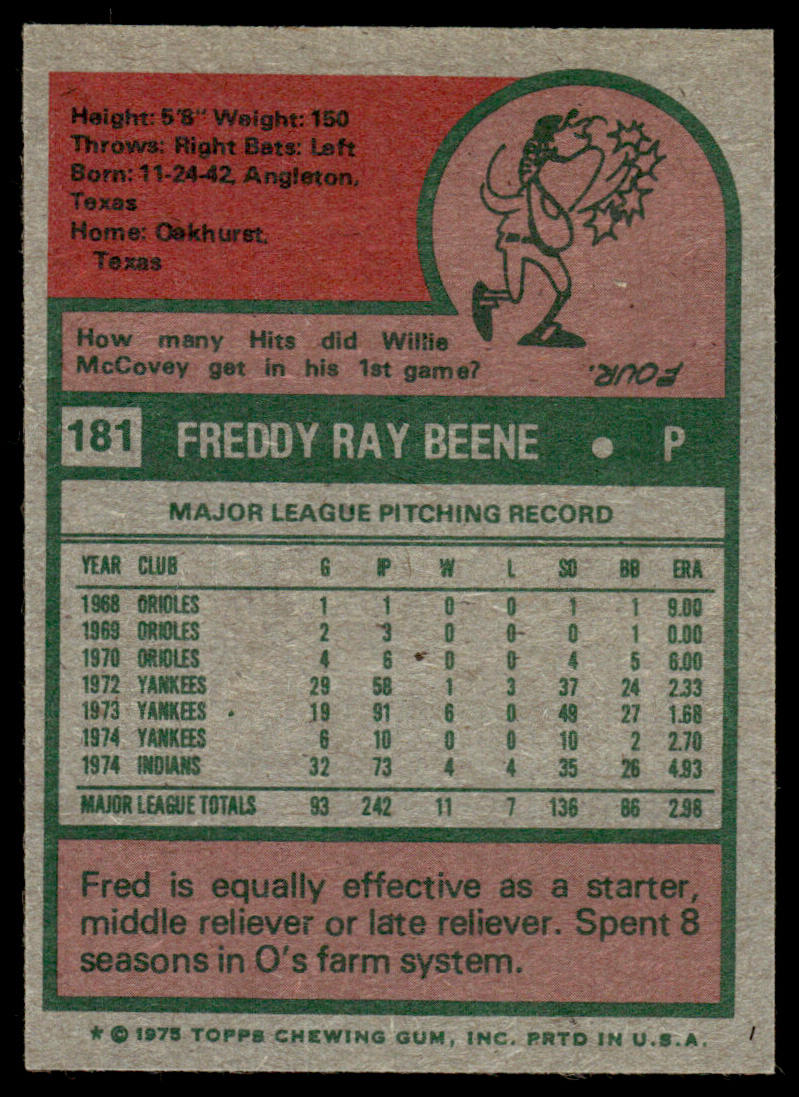 Height: 5'8" Weight: 150
Throws: Right Bats: Left
Born: 11-24-42, Angleton,
Texas
Home: Oakhurst,
Texas
How many Hits did Willie
McCovey get in his 1st game?
FOUR.
181 FREDDY RAY BEENE ● P
MAJOR LEAGUE PITCHING RECORD
YEAR CLUB G IP W L SO BB ERA
1968 ORIOLES 1 1 0 0 1 1 9.00
1969 ORIOLES 2 3 0 0 0 1 0.00
1970 ORIOLES 4 6 0 0 4 5 6.00
1972 YANKEES 29 58 1 3 37 24 2.33
1973 YANKEES 19 91 6 0 49 27 1.68
1974 YANKEES 6 10 0 0 10 2 2.70
1974 INDIANS 32 73 4 4 35 26 4.93
MAJOR LEAGUE TOTALS 93 242 11 7 136 86 2.98
Fred is equally effective as a starter,
middle reliever or late reliever. Spent 8
seasons in O's farm system.
* © 1975 TOPPS CHEWING GUM, INC. PRTD IN U.S.A.